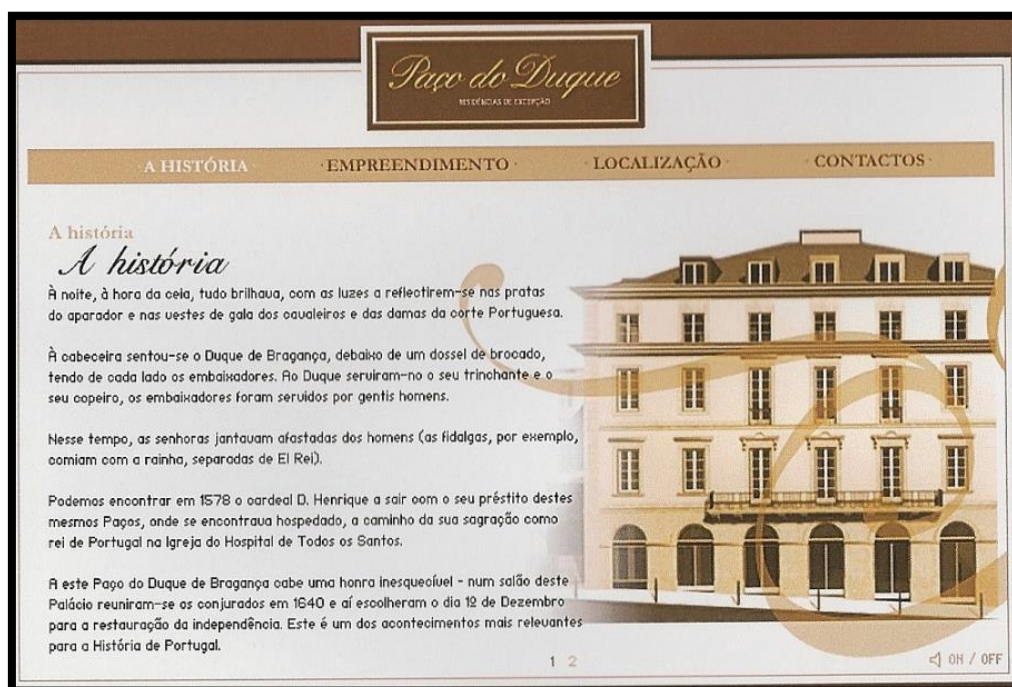 Paço do Duque
RESIDÊNCIAS DE EXCEPÇÃO
· A HISTÓRIA · · EMPREENDIMENTO · · LOCALIZAÇÃO · · CONTACTOS ·
A história
A história
À noite, à hora da ceia, tudo brilhava, com as luzes a reflectirem-se nas pratas
do aparador e nas vestes de gala dos cavaleiros e das damas da corte Portuguesa.
À cabeceira sentou-se o Duque de Bragança, debaixo de um dossel de brocado,
tendo de cada lado os embaixadores. Ao Duque serviram-no o seu trinchante e o
seu copeiro, os embaixadores foram servidos por gentis homens.
Nesse tempo, as senhoras jantavam afastadas dos homens (as fidalgas, por exemplo,
comiam com a rainha, separadas de El Rei).
Podemos encontrar em 1578 o cardeal D. Henrique a sair com o seu préstito destes
mesmos Paços, onde se encontrava hospedado, a caminho da sua sagração como
rei de Portugal na Igreja do Hospital de Todos os Santos.
A este Paço do Duque de Bragança cabe uma honra inesquecível - num salão deste
Palácio reuniram-se os conjurados em 1640 e aí escolheram o dia 1º de Dezembro
para a restauração da independência. Este é um dos acontecimentos mais relevantes
para a História de Portugal.
1 2
ON / OFF